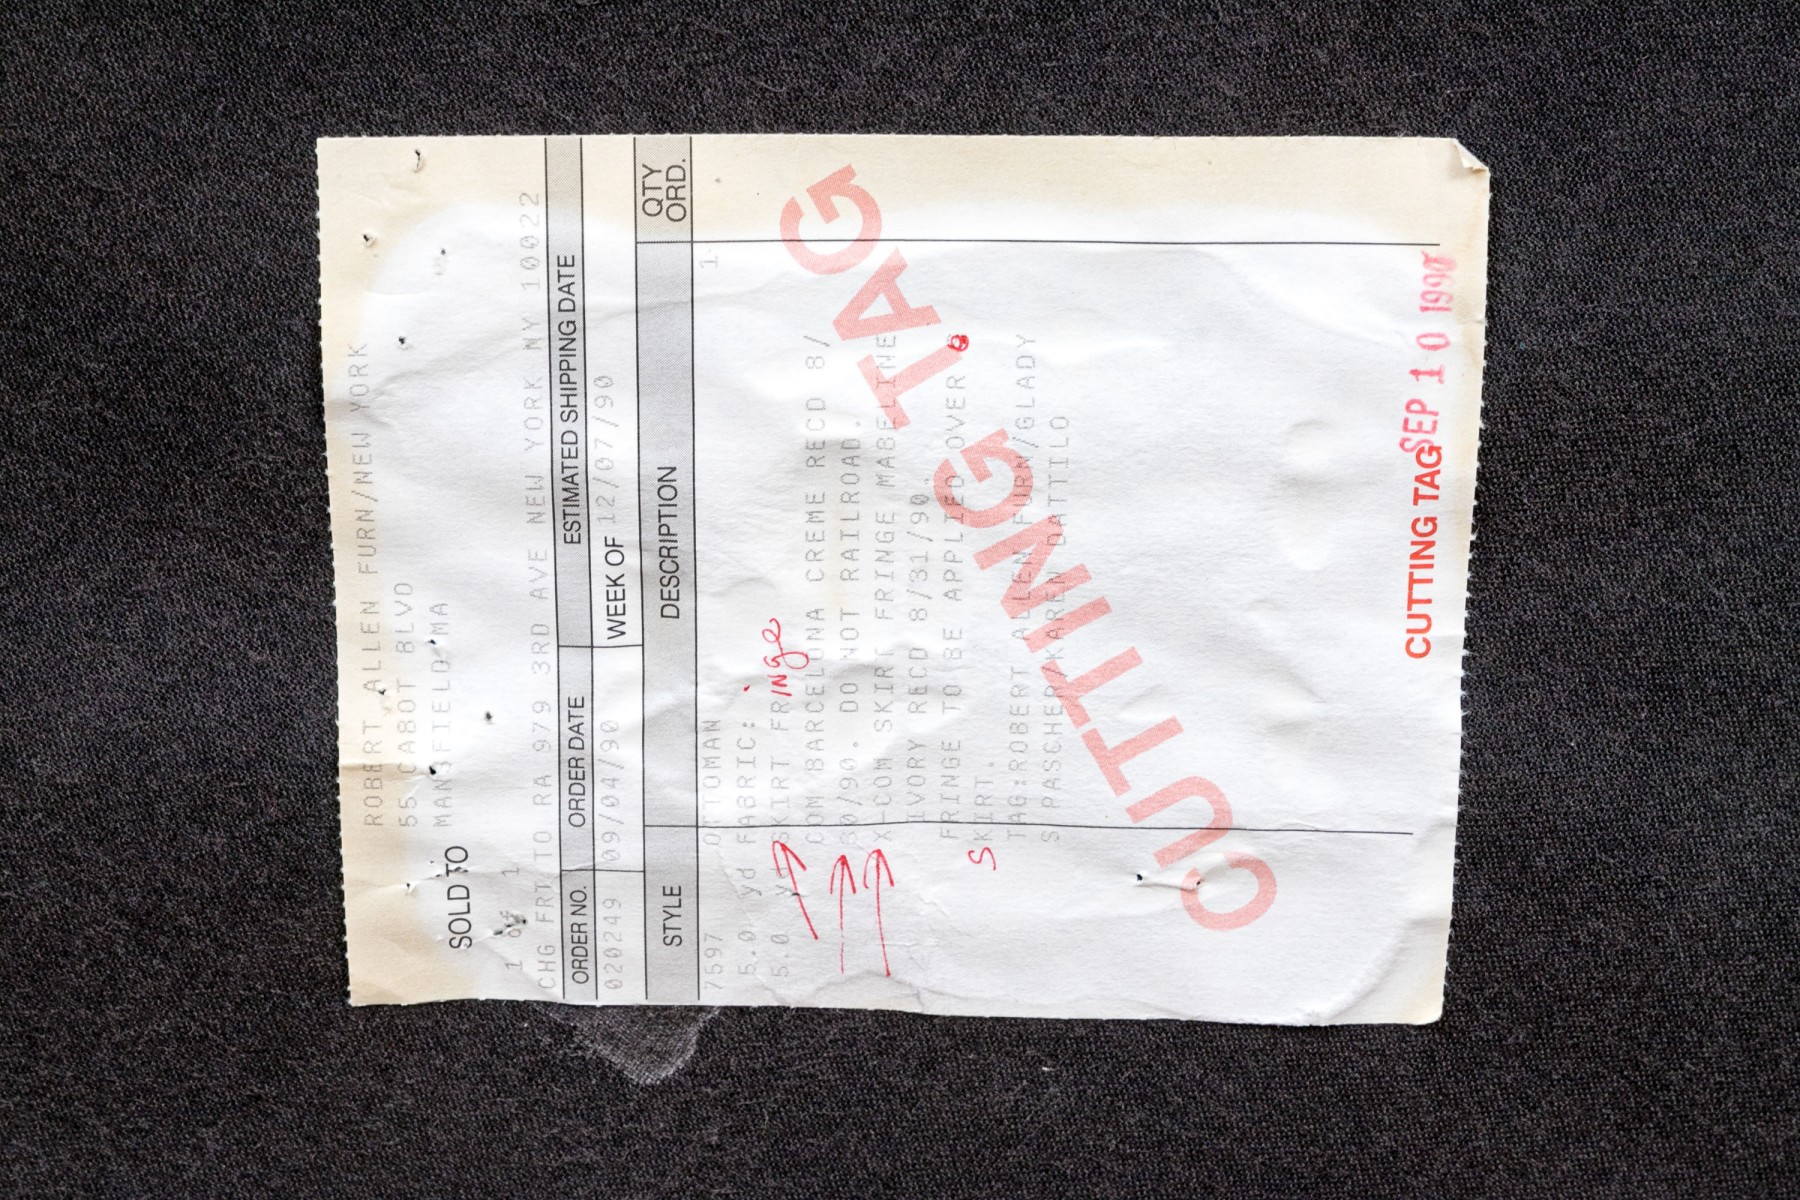 ROBERT ALLEN FURN/NEW YORK
55 CABOT BLVD
MANSFIELD MA
SOLD TO
1 of 1
CHG FRT TO RA 979 3RD AVE NEW YORK NY 10022
ORDER NO. ORDER DATE ESTIMATED SHIPPING DATE
020249 09/04/90 WEEK OF 12/07/90
STYLE DESCRIPTION QTY ORD.
7597 OTTOMAN 1
5.0 yd FABRIC:
5.0 yd SKIRT FRINGE
COM BARCELONA CREME RECD 8/
30/90. DO NOT RAILROAD.
X-COM SKIRT FRINGE MABELINE
IVORY RECD 8/31/90.
FRINGE TO BE APPLIED OVER
SKIRT.
TAG:ROBERT ALLEN FURN/GLADY
S PASCHER/KAREN DATTILO
CUTTING TAG
CUTTING TAG
SEP 10 1990